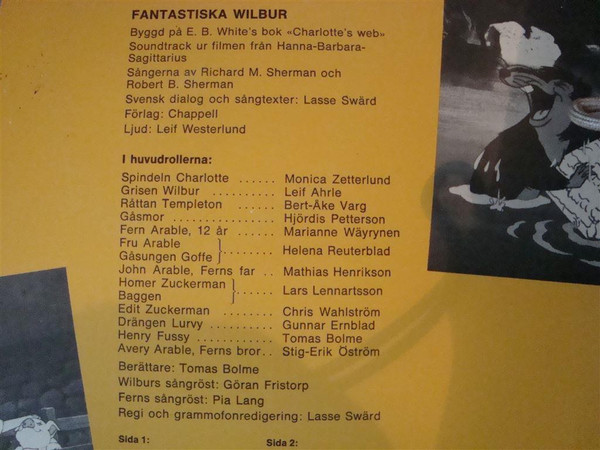 FANTASTISKA WILBUR
Byggd på E. B. White's bok «Charlotte's web»
Soundtrack ur filmen från Hanna-Barbara-
Sagittarius
Sångerna av Richard M. Sherman och
Robert B. Sherman
Svensk dialog och sångtexter: Lasse Swärd
Förlag: Chappell
Ljud: Leif Westerlund
I huvudrollerna:
Spindeln Charlotte ...... Monica Zetterlund
Grisen Wilbur .......... Leif Ahrle
Råttan Templeton ...... Bert-Åke Varg
Gåsmor ............... Hjördis Petterson
Fern Arable, 12 år ...... Marianne Wäyrynen
Fru Arable
Gåsungen Goffe } ........ Helena Reuterblad
John Arable, Ferns far .. Mathias Henrikson
Homer Zuckerman
Baggen } ....... Lars Lennartsson
Edit Zuckerman ........ Chris Wahlström
Drängen Lurvy .......... Gunnar Ernblad
Henry Fussy ........... Tomas Bolme
Avery Arable, Ferns bror.. Stig-Erik Öström
Berättare: Tomas Bolme
Wilburs sångröst: Göran Fristorp
Ferns sångröst: Pia Lang
Regi och grammofonredigering: Lasse Swärd
Sida 1: Sida 2: